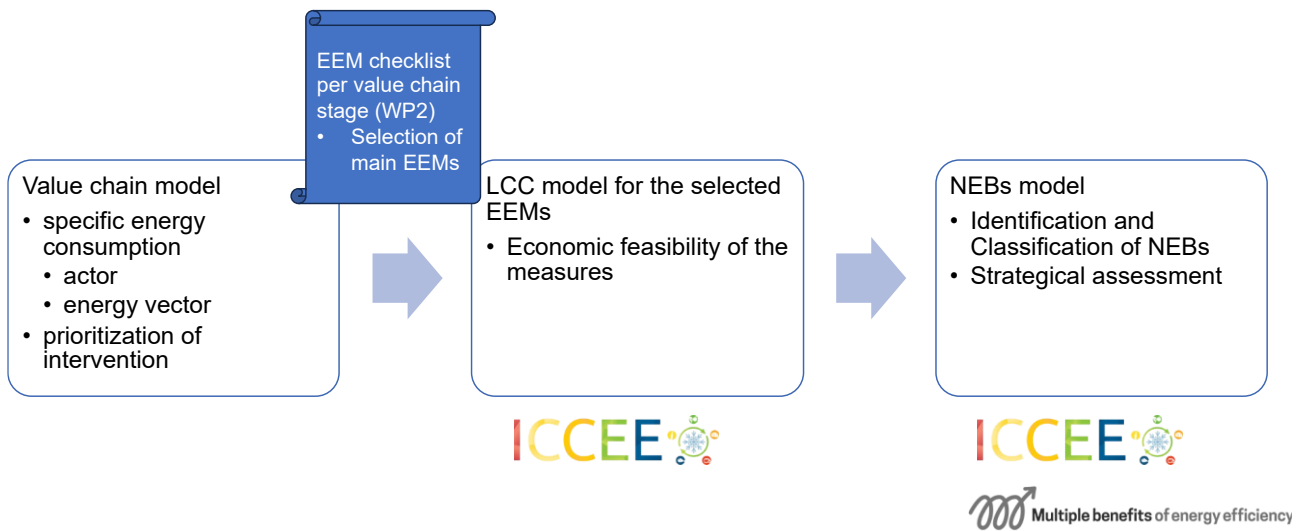 EEM checklist
per value chain
stage (WP2)
• Selection of
main EEMs
Value chain model
• specific energy
consumption
• actor
• energy vector
• prioritization of
intervention
LCC model for the selected
EEMs
• Economic feasibility of the
measures
NEBs model
• Identification and
Classification of NEBs
• Strategical assessment
ICCEE
ICCEE
Multiple benefits of energy efficiency